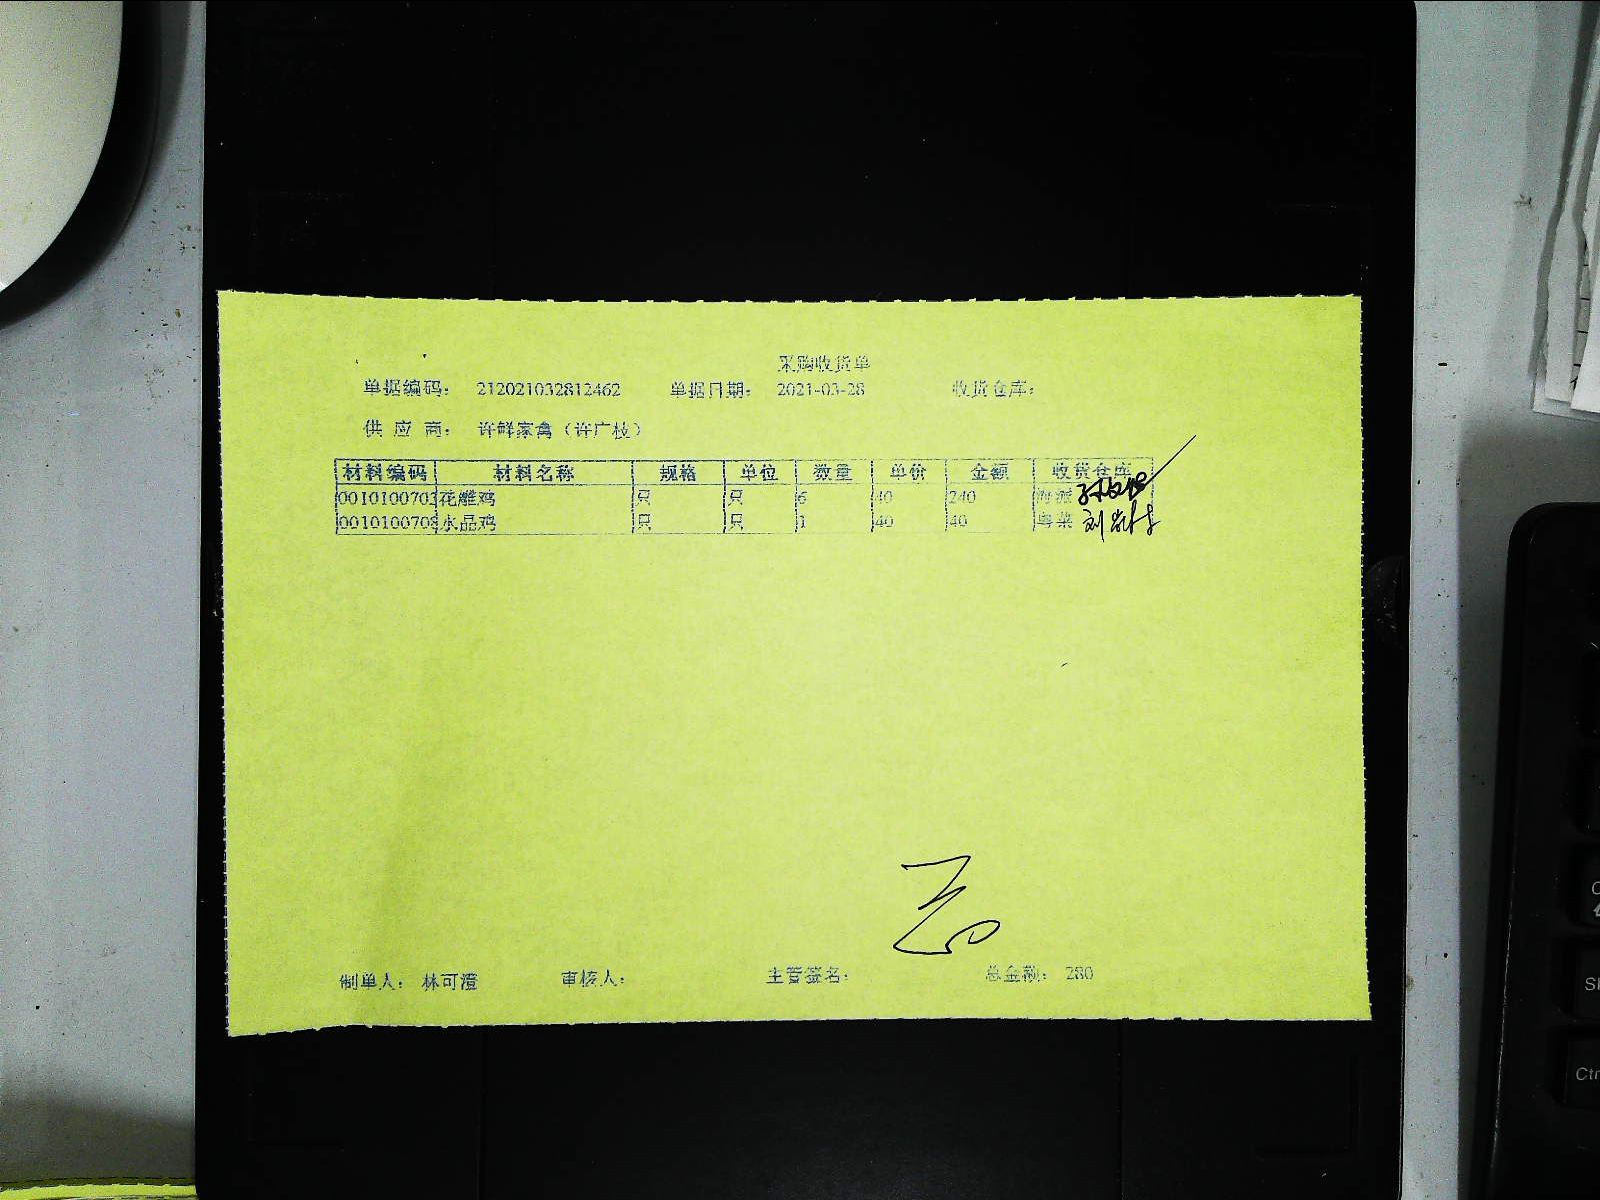 采购收货单
单据编码： 212021032812462 单据日期： 2021-03-28 收货仓库：
供 应 商： 许鲜家禽（许广枝）
材料编码 材料名称 规格 单位 数量 单价 金额 收货仓库
0010100703 花雕鸡 只 只 6 40 240 海派
0010100708 水晶鸡 只 只 1 40 40 粤菜
制单人： 林可澄 审核人： 主管签名： 总金额： 280